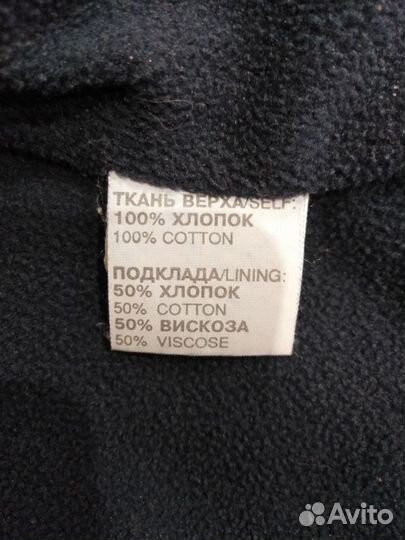 ТКАНЬ ВЕРХА/SELF:
100% ХЛОПОК
100% COTTON
ПОДКЛАДА/LINING:
50% ХЛОПОК
50% COTTON
50% ВИСКОЗА
50% VISCOSE
Avito